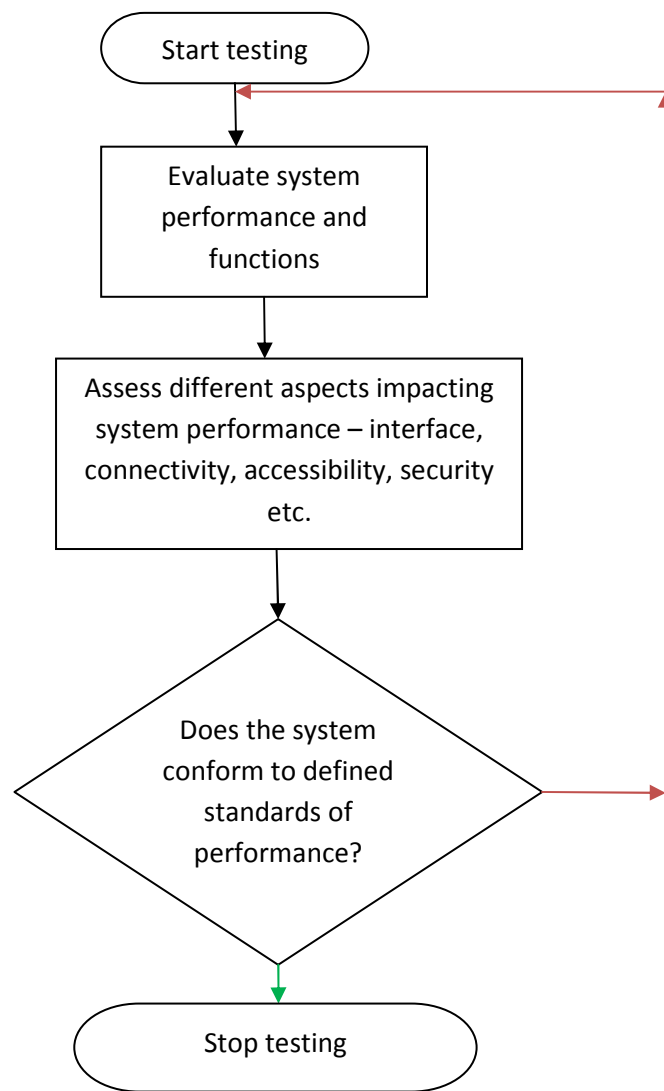 Start testing
Evaluate system
performance and
functions
Assess different aspects impacting
system performance – interface,
connectivity, accessibility, security
etc.
Does the system
conform to defined
standards of
performance?
Stop testing